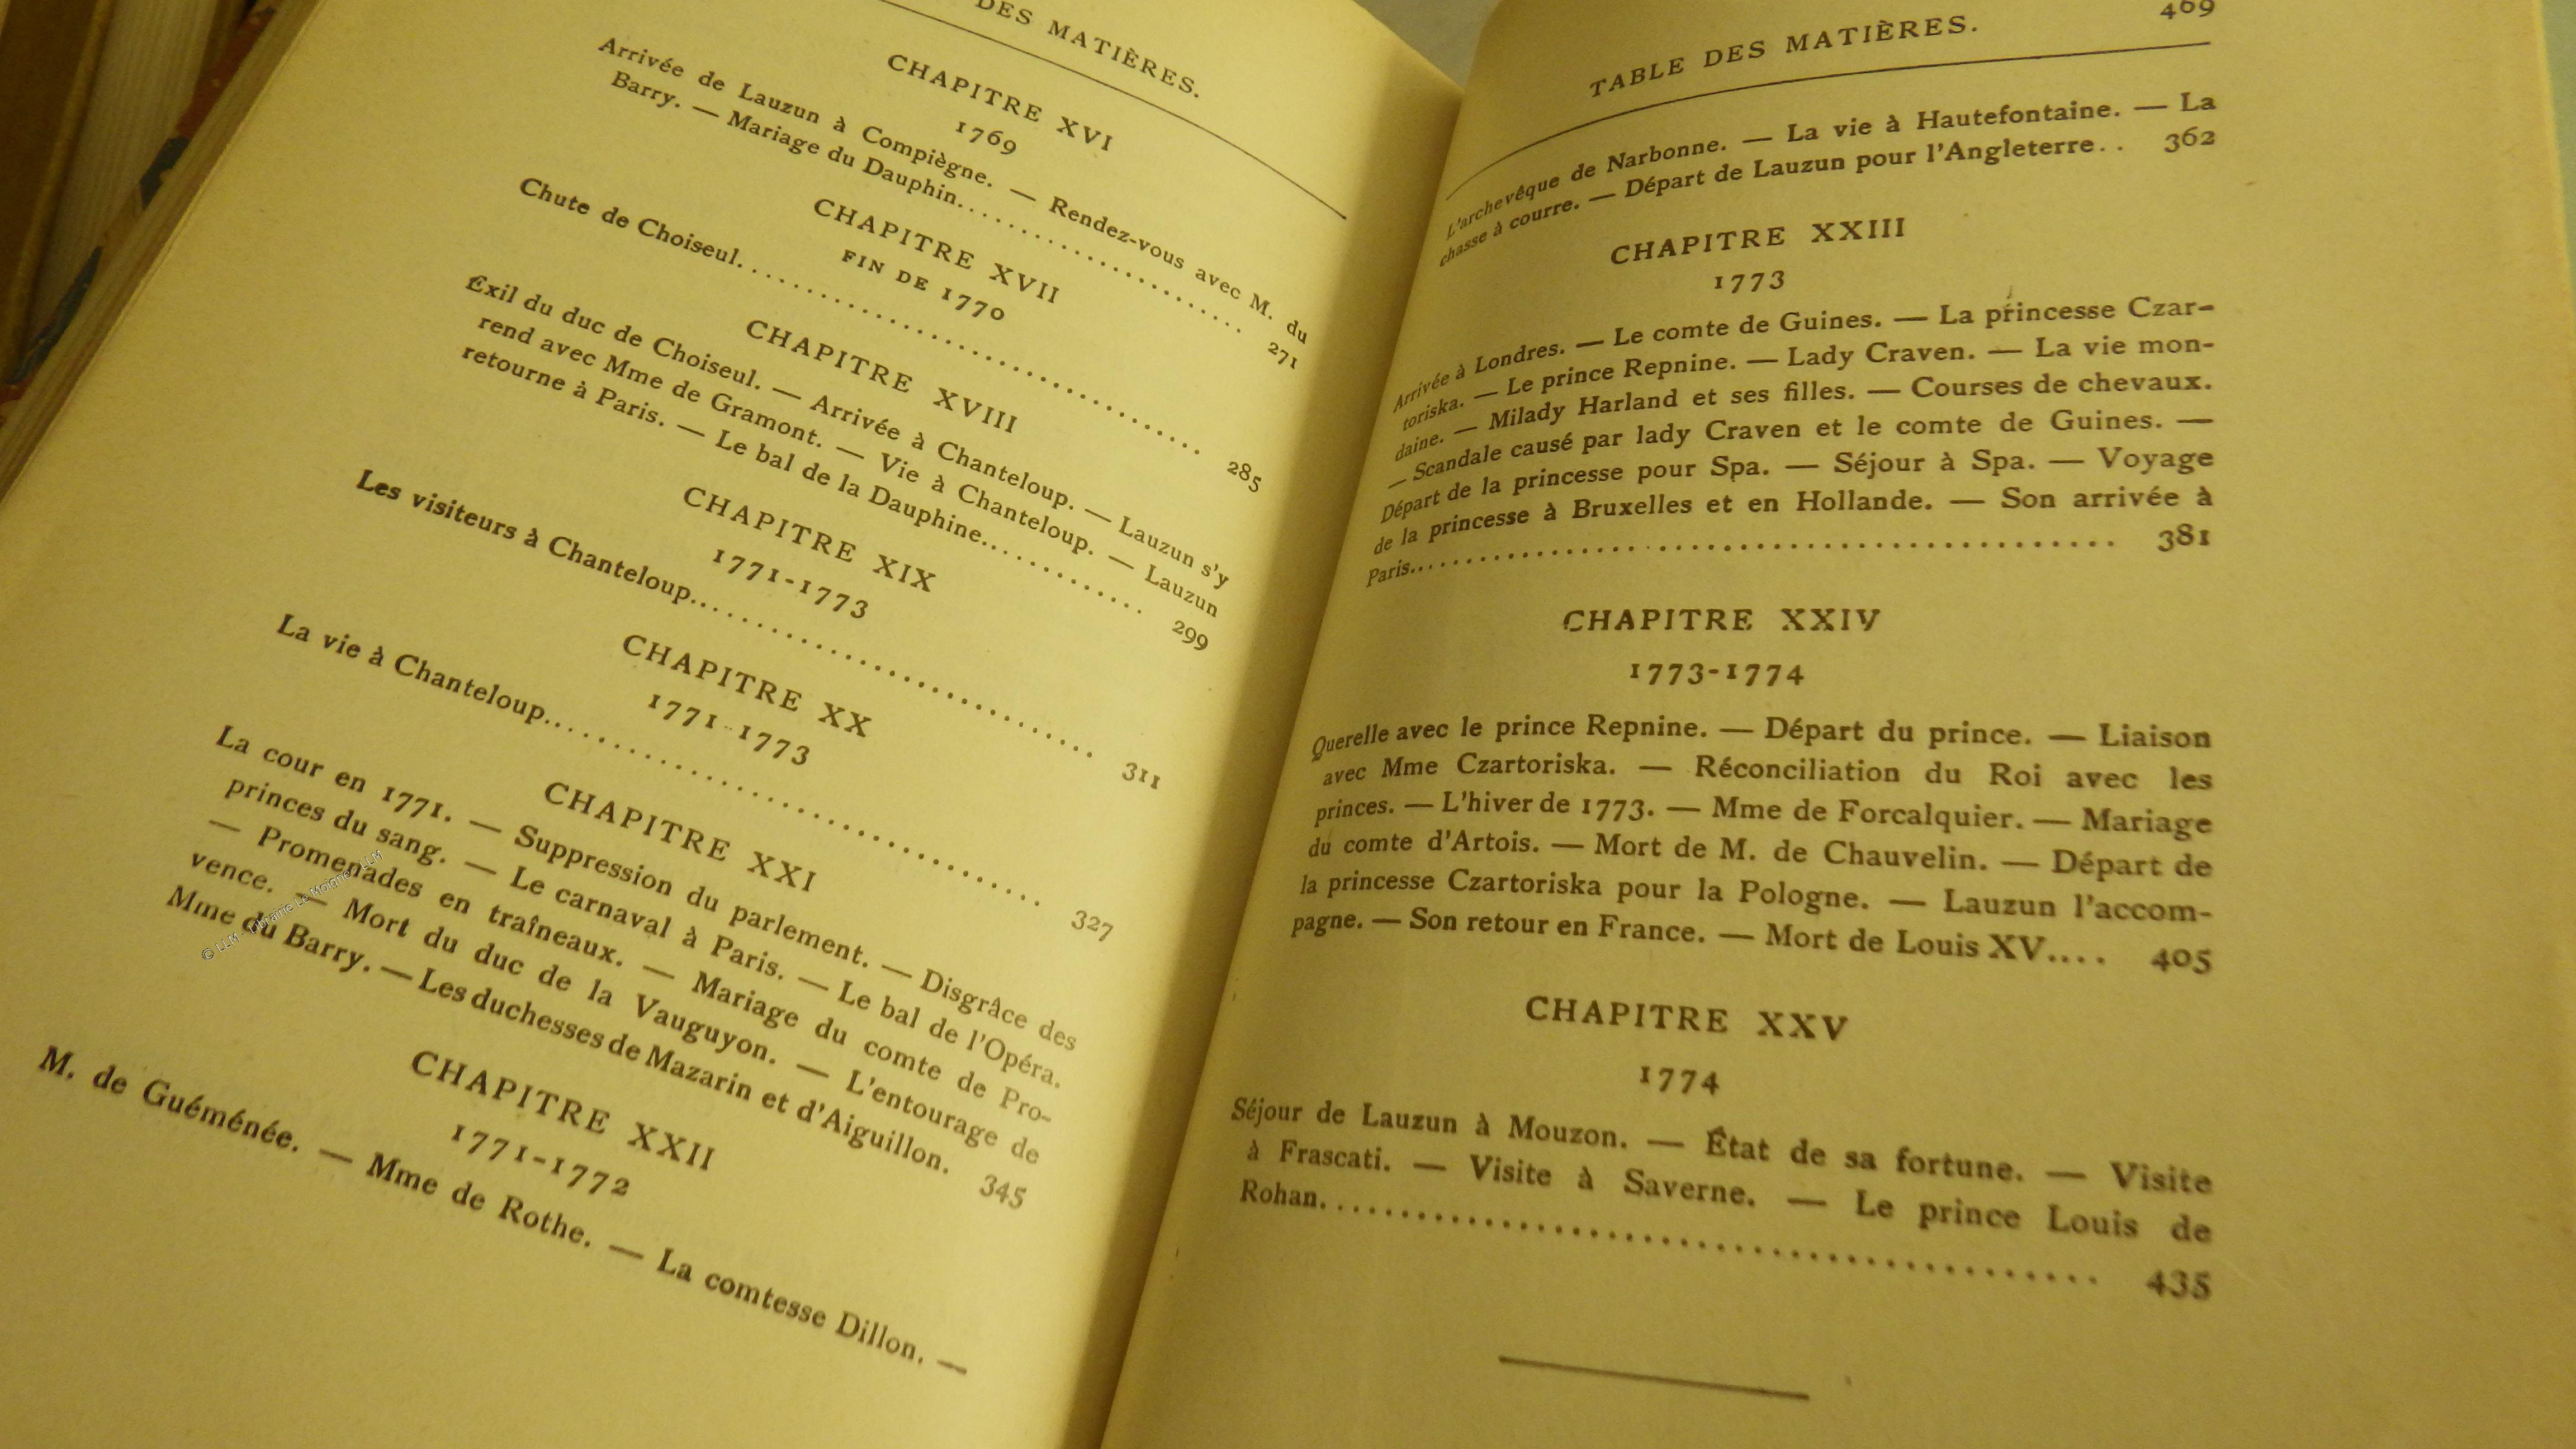 DES MATIÈRES.
CHAPITRE XVI
1769
Arrivée de Lauzun à Compiègne. — Rendez-vous avec M. du
Barry. — Mariage du Dauphin........................ 271
CHAPITRE XVII
FIN DE 1770
Chute de Choiseul........................................ 285
CHAPITRE XVIII
Éxil du duc de Choiseul. — Arrivée à Chanteloup. — Lauzun s'y
rend avec Mme de Gramont. — Vie à Chanteloup. — Lauzun
retourne à Paris. — Le bal de la Dauphine............... 299
CHAPITRE XIX
1771-1773
Les visiteurs à Chanteloup................................ 311
CHAPITRE XX
1771-1773
La vie à Chanteloup...................................... 327
CHAPITRE XXI
La cour en 1771. — Suppression du parlement. — Disgrâce des
princes du sang. — Le carnaval à Paris. — Le bal de l'Opéra.
— Promenades en traîneaux. — Mariage du comte de Pro-
vence. — Mort du duc de la Vauguyon. — L'entourage de
Mme du Barry. — Les duchesses de Mazarin et d'Aiguillon. 345
CHAPITRE XXII
1771-1772
M. de Guéménée. — Mme de Rothe. — La comtesse Dillon. —
© LLM - Librairie Le Moigne - LLM
TABLE DES MATIÈRES. 469
L'archevêque de Narbonne. — La vie à Hautefontaine. — La
chasse à courre. — Départ de Lauzun pour l'Angleterre.. 362
CHAPITRE XXIII
1773
Arrivée à Londres. — Le comte de Guines. — La princesse Czar-
toriska. — Le prince Repnine. — Lady Craven. — La vie mon-
daine. — Milady Harland et ses filles. — Courses de chevaux.
— Scandale causé par lady Craven et le comte de Guines. —
Départ de la princesse pour Spa. — Séjour à Spa. — Voyage
de la princesse à Bruxelles et en Hollande. — Son arrivée à
Paris................................................ 381
CHAPITRE XXIV
1773-1774
Querelle avec le prince Repnine. — Départ du prince. — Liaison
avec Mme Czartoriska. — Réconciliation du Roi avec les
princes. — L'hiver de 1773. — Mme de Forcalquier. — Mariage
du comte d'Artois. — Mort de M. de Chauvelin. — Départ de
la princesse Czartoriska pour la Pologne. — Lauzun l'accom-
pagne. — Son retour en France. — Mort de Louis XV.... 405
CHAPITRE XXV
1774
Séjour de Lauzun à Mouzon. — État de sa fortune. — Visite
à Frascati. — Visite à Saverne. — Le prince Louis de
Rohan.............................................. 435